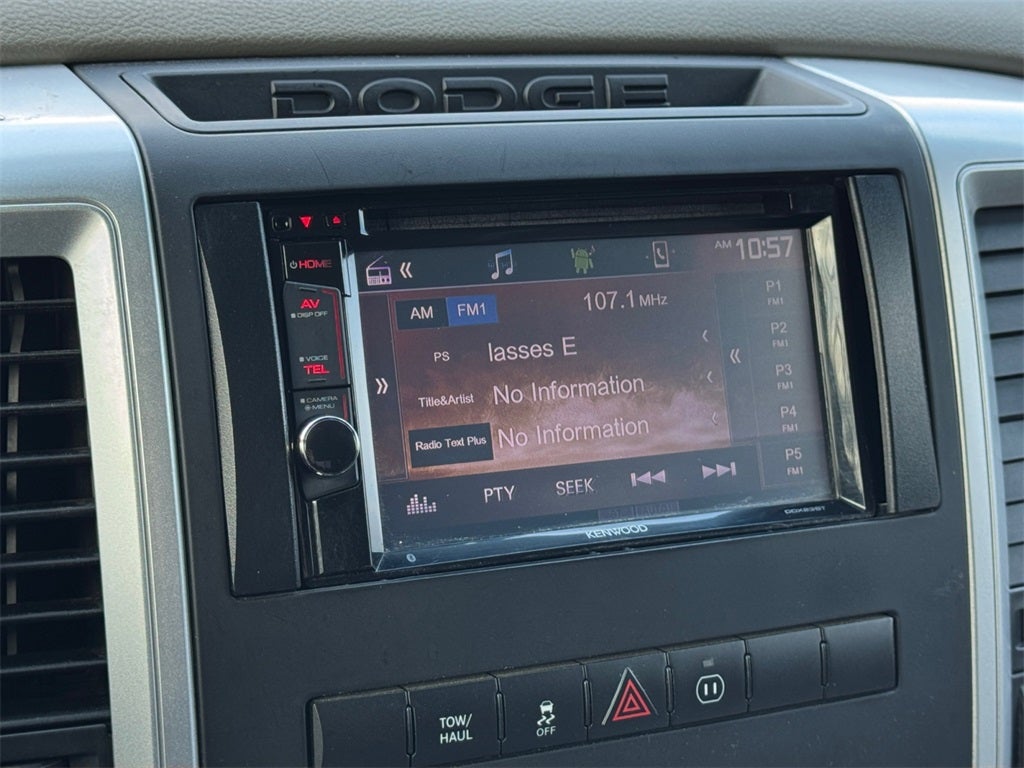 DODGE
HOME
AV
DISP OFF
VOICE
TEL
CAMERA
MENU
AM 10:57
AM FM1 107.1 MHz
PS lasses E
Title&Artist No Information
Radio Text Plus No Information
P1
FM1
P2
FM1
P3
FM1
P4
FM1
P5
FM1
PTY SEEK
KENWOOD
TOW/
HAUL
OFF